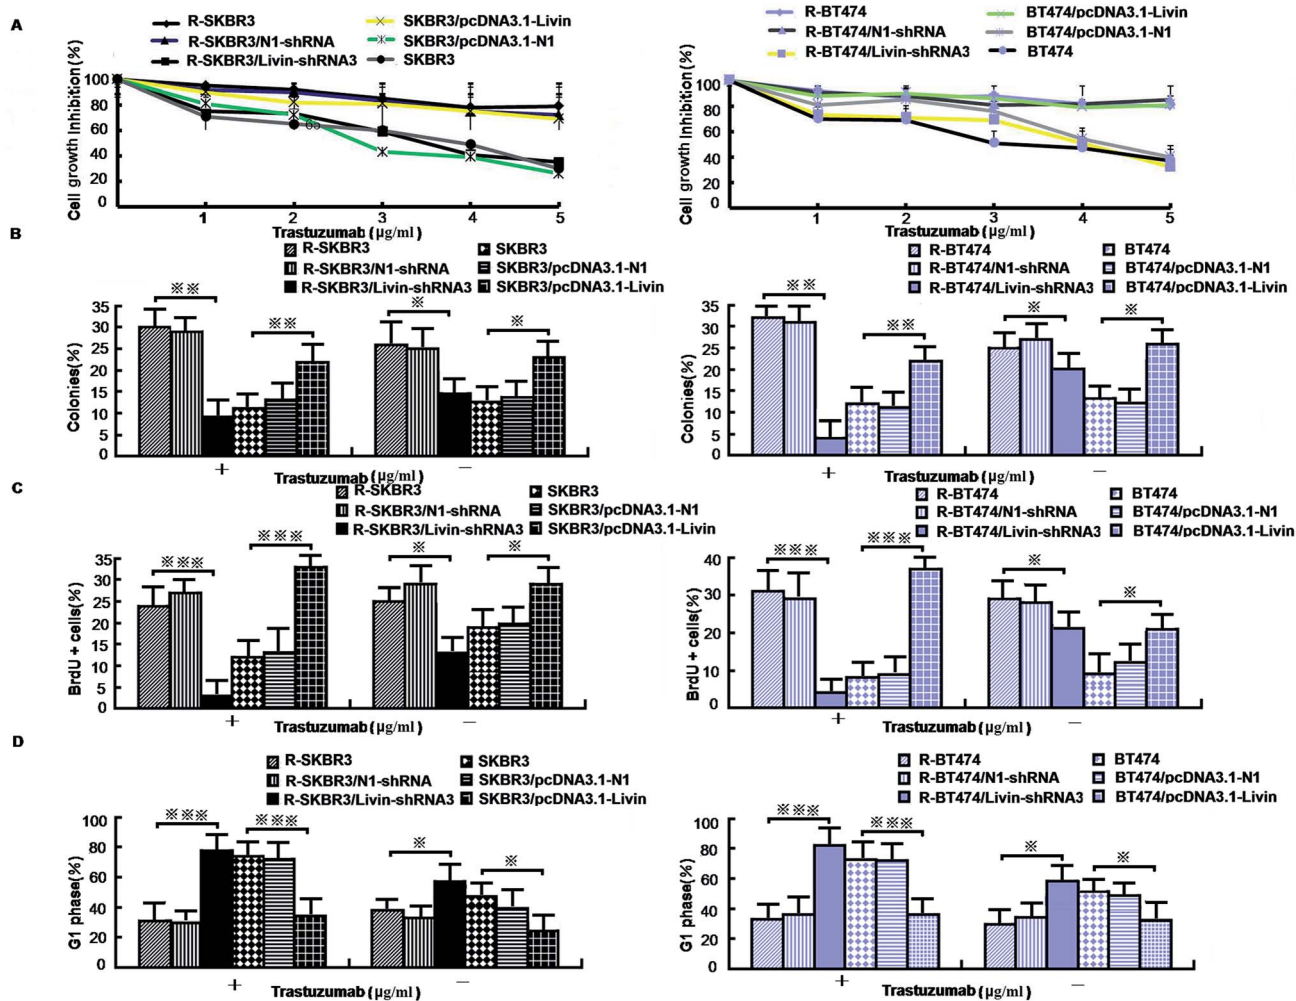 A
R-SKBR3
R-SKBR3/N1-shRNA
R-SKBR3/Livin-shRNA3
SKBR3/pcDNA3.1-Livin
SKBR3/pcDNA3.1-N1
SKBR3
Cell growth Inhibition (%)
100
80
60
40
20
0
65
1 2 3 4 5
Trastuzumab (μg/ml)
R-BT474
R-BT474/N1-shRNA
R-BT474/Livin-shRNA3
BT474/pcDNA3.1-Livin
BT474/pcDNA3.1-N1
BT474
Cell growth Inhibition (%)
100
80
60
40
20
0
1 2 3 4 5
Trastuzumab (μg/ml)
B
R-SKBR3
R-SKBR3/N1-shRNA
R-SKBR3/Livin-shRNA3
SKBR3
SKBR3/pcDNA3.1-N1
SKBR3/pcDNA3.1-Livin
Colonies(%)
35
30
25
20
15
10
5
※※ ※※ ※ ※
+ −
Trastuzumab (μg/ml)
R-BT474
R-BT474/N1-shRNA
R-BT474/Livin-shRNA3
BT474
BT474/pcDNA3.1-N1
BT474/pcDNA3.1-Livin
Colonies(%)
35
30
25
20
15
10
5
※※ ※※ ※ ※
+ −
Trastuzumab (μg/ml)
C
R-SKBR3
R-SKBR3/N1-shRNA
R-SKBR3/Livin-shRNA3
SKBR3
SKBR3/pcDNA3.1-N1
SKBR3/pcDNA3.1-Livin
BrdU + cells(%)
35
30
25
20
15
10
5
0
※※※ ※※※ ※ ※
+ −
Trastuzumab (μg/ml)
R-BT474
R-BT474/N1-shRNA
R-BT474/Livin-shRNA3
BT474
BT474/pcDNA3.1-N1
BT474/pcDNA3.1-Livin
BrdU + cells(%)
40
30
20
10
0
※※※ ※※※ ※ ※
+ −
Trastuzumab (μg/ml)
D
R-SKBR3
R-SKBR3/N1-shRNA
R-SKBR3/Livin-shRNA3
SKBR3
SKBR3/pcDNA3.1-N1
SKBR3/pcDNA3.1-Livin
G1 phase(%)
100
80
60
40
20
0
※※※ ※※※ ※ ※
+ −
Trastuzumab (μg/ml)
R-BT474
R-BT474/N1-shRNA
R-BT474/Livin-shRNA3
BT474
BT474/pcDNA3.1-N1
BT474/pcDNA3.1-Livin
G1 phase(%)
100
80
60
40
20
0
※※※ ※※※ ※ ※
+ −
Trastuzumab (μg/ml)